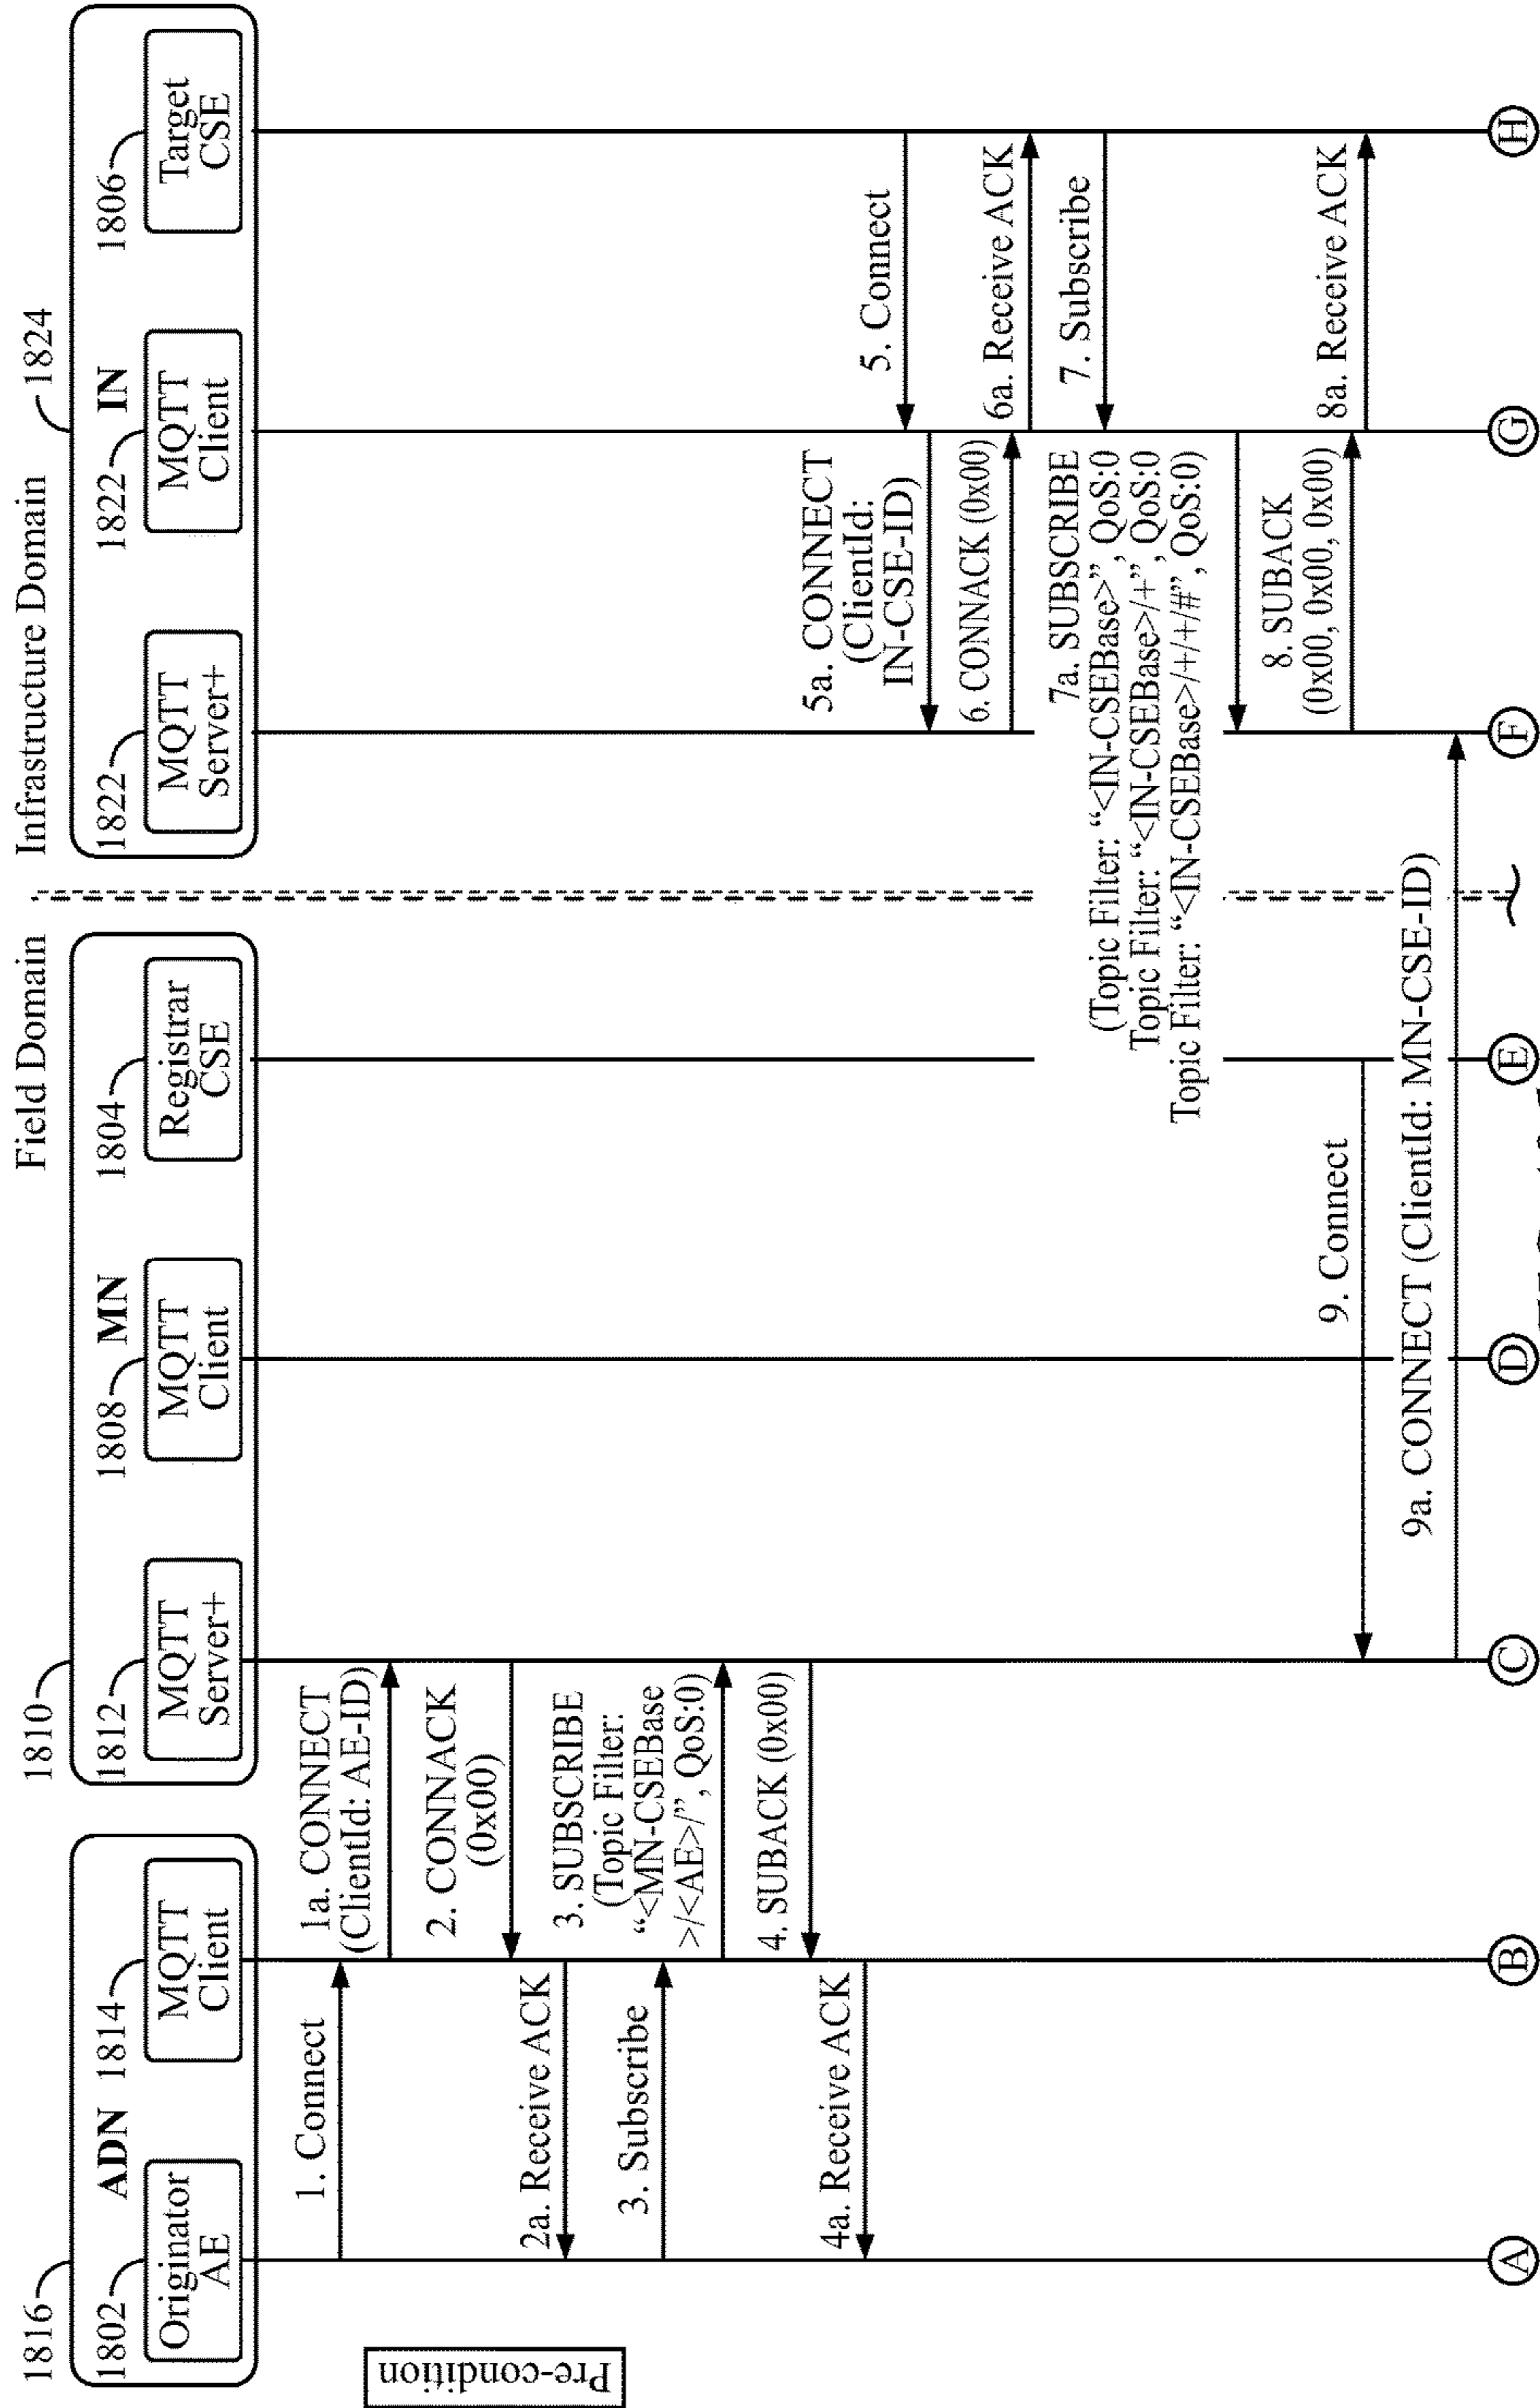 Field Domain
Infrastructure Domain
1816
1810
1824
1802
ADN
1814
1812
1808
MN
1804
1822
1822
IN
1806
Originator
AE
MQTT
Client
MQTT
Server+
MQTT
Client
Registrar
CSE
MQTT
Server+
MQTT
Client
Target
CSE
Pre-condition
1. Connect
1a. CONNECT
(ClientId: AE-ID)
2. CONNACK
(0x00)
2a. Receive ACK
3. Subscribe
3. SUBSCRIBE
(Topic Filter:
“<MN-CSEBase
>/<AE>/”, QoS:0)
4. SUBACK (0x00)
4a. Receive ACK
5. Connect
5a. CONNECT
(ClientId:
IN-CSE-ID)
6. CONNACK (0x00)
6a. Receive ACK
7. Subscribe
7a. SUBSCRIBE
(Topic Filter: “<IN-CSEBase>”, QoS:0
Topic Filter: “<IN-CSEBase>/+”, QoS:0
Topic Filter: “<IN-CSEBase>/+/+/#”, QoS:0)
8. SUBACK
(0x00, 0x00, 0x00)
8a. Receive ACK
9. Connect
9a. CONNECT (ClientId: MN-CSE-ID)
A
B
C
D
E
F
G
H